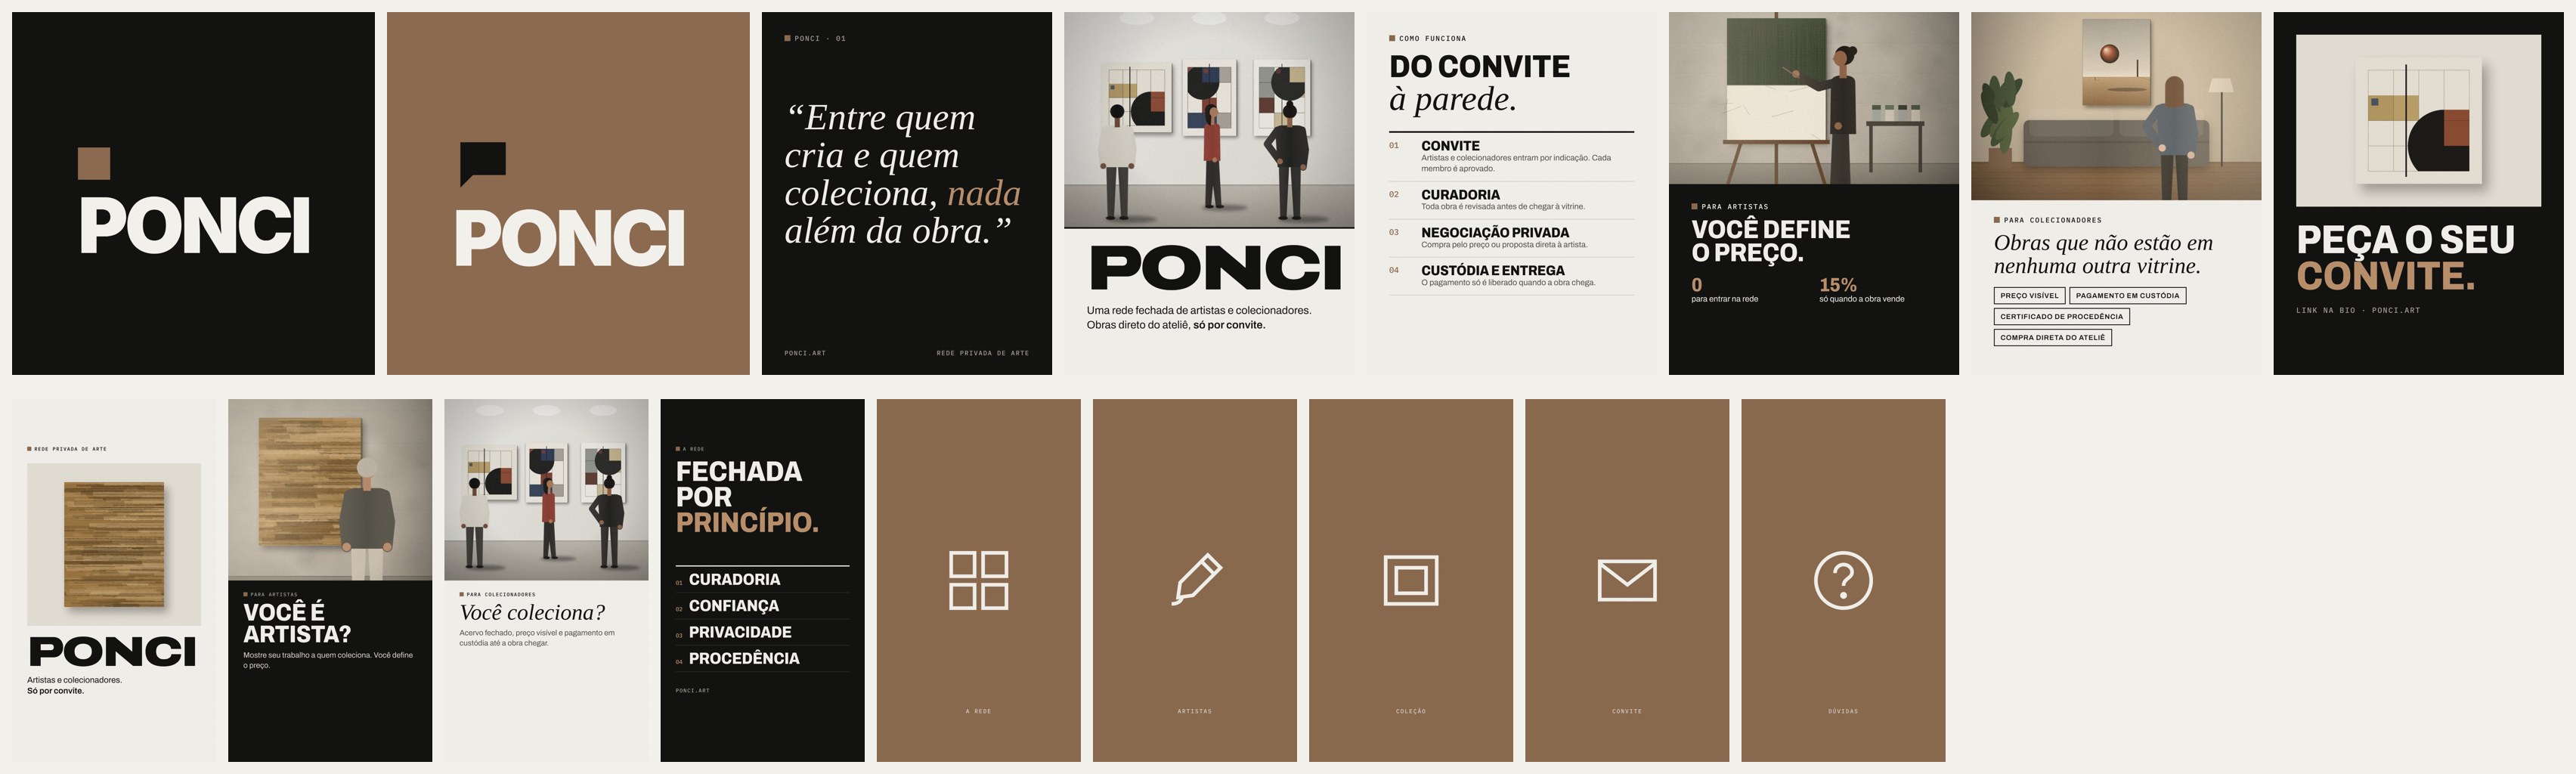 PONCI
PONCI
PONCI · 01
“Entre quem
cria e quem
coleciona, nada
além da obra.”
PONCI.ART
REDE PRIVADA DE ARTE
PONCI
Uma rede fechada de artistas e colecionadores.
Obras direto do ateliê, só por convite.
COMO FUNCIONA
DO CONVITE
à parede.
01
CONVITE
Artistas e colecionadores entram por indicação. Cada
membro é aprovado.
02
CURADORIA
Toda obra é revisada antes de chegar à vitrine.
03
NEGOCIAÇÃO PRIVADA
Compra pelo preço ou proposta direta à artista.
04
CUSTÓDIA E ENTREGA
O pagamento só é liberado quando a obra chega.
PARA ARTISTAS
VOCÊ DEFINE
O PREÇO.
0
para entrar na rede
15%
só quando a obra vende
PARA COLECIONADORES
Obras que não estão em
nenhuma outra vitrine.
PREÇO VISÍVEL
PAGAMENTO EM CUSTÓDIA
CERTIFICADO DE PROCEDÊNCIA
COMPRA DIRETA DO ATELIÊ
PEÇA O SEU
CONVITE.
LINK NA BIO · PONCI.ART
REDE PRIVADA DE ARTE
PONCI
Artistas e colecionadores.
Só por convite.
PARA ARTISTAS
VOCÊ É
ARTISTA?
Mostre seu trabalho a quem coleciona. Você define
o preço.
PARA COLECIONADORES
Você coleciona?
Acervo fechado, preço visível e pagamento em
custódia até a obra chegar.
A REDE
FECHADA
POR
PRINCÍPIO.
01 CURADORIA
02 CONFIANÇA
03 PRIVACIDADE
04 PROCEDÊNCIA
PONCI.ART
A REDE
ARTISTAS
COLEÇÃO
CONVITE
?
DÚVIDAS